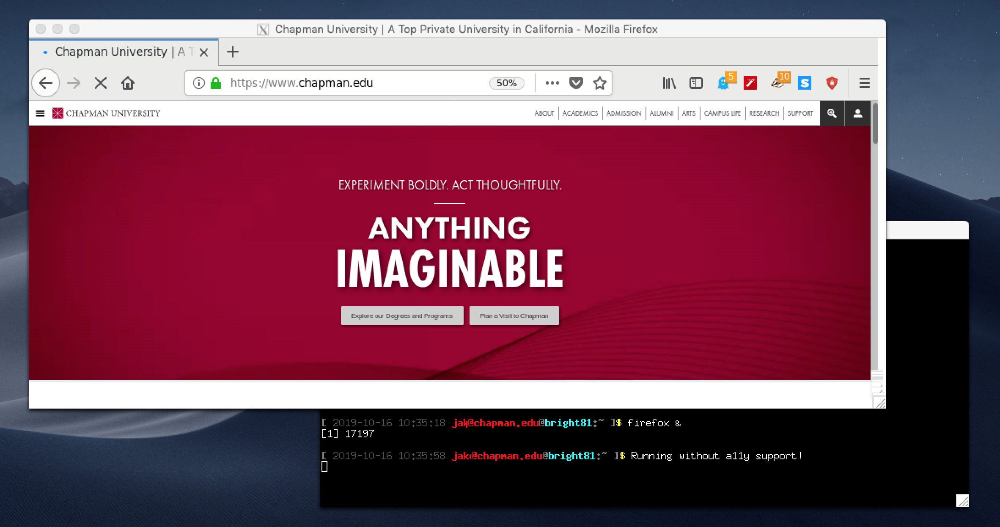 Chapman University | A Top Private University in California - Mozilla Firefox
Chapman University | A T
https://www.chapman.edu 50% 5 10
CHAPMAN UNIVERSITY ABOUT ACADEMICS ADMISSION ALUMNI ARTS CAMPUS LIFE RESEARCH SUPPORT
EXPERIMENT BOLDLY. ACT THOUGHTFULLY.
ANYTHING
IMAGINABLE
Explore our Degrees and Programs Plan a Visit to Chapman
[ 2019-10-16 10:35:18 @chapman.edu@bright81:~ ]$ firefox &
[1] 17197
[ 2019-10-16 10:35:58 @chapman.edu@bright81:~ ]$ Running without a11y support!